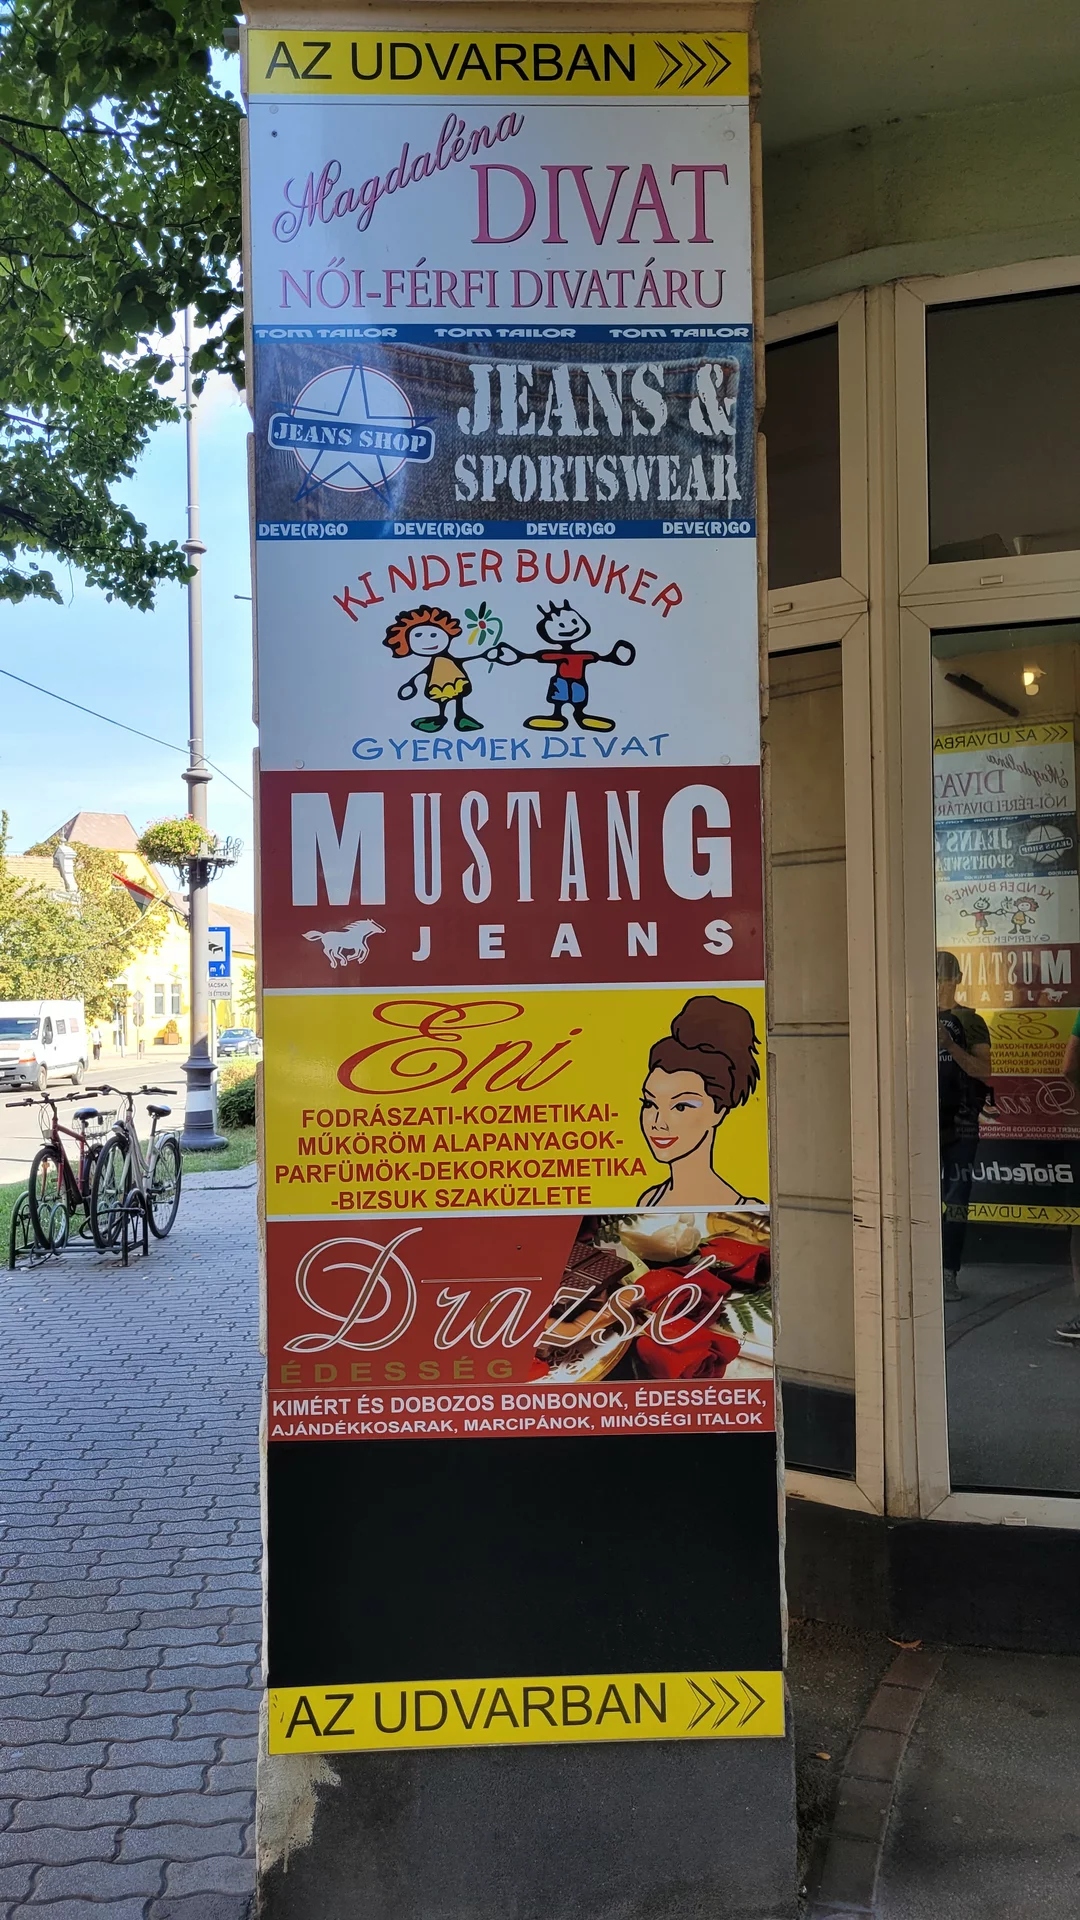 AZ UDVARBAN >>>
Magdaléna
DIVAT
NŐI-FÉRFI DIVATÁRU
TOM TAILOR TOM TAILOR TOM TAILOR
JEANS SHOP
JEANS &
SPORTSWEAR
DEVE(R)GO DEVE(R)GO DEVE(R)GO DEVE(R)GO
KINDER BUNKER
GYERMEK DIVAT
MUSTANG
JEANS
Eni
FODRÁSZATI-KOZMETIKAI-
MŰKÖRÖM ALAPANYAGOK-
PARFÜMÖK-DEKORKOZMETIKA
-BIZSUK SZAKÜZLETE
Drazsé
ÉDESSÉG
KIMÉRT ÉS DOBOZOS BONBONOK, ÉDESSÉGEK,
AJÁNDÉKKOSARAK, MARCIPÁNOK, MINŐSÉGI ITALOK
AZ UDVARBAN >>>